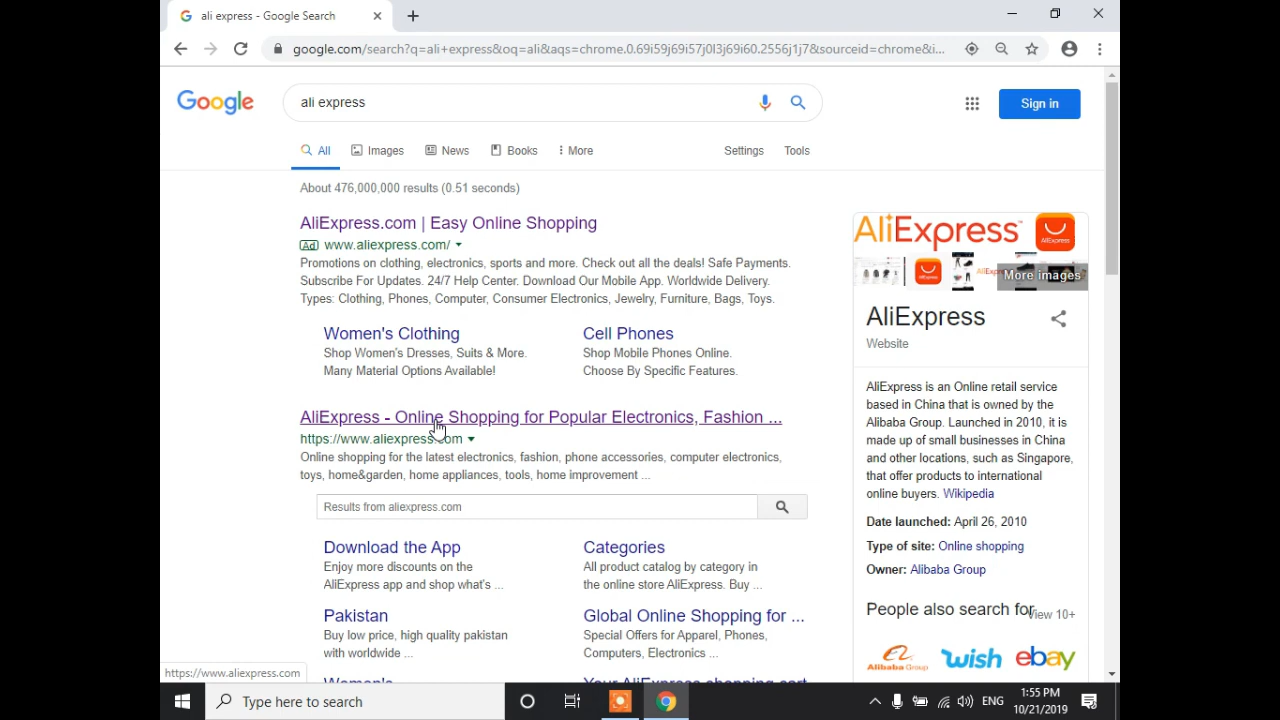 ali express - Google Search
google.com/search?q=ali+express&oq=ali&aqs=chrome.0.69i59j69i57j0l3j69i60.2556j1j7&sourceid=chrome&i...
Google
ali express
Sign in
All
Images
News
Books
More
Settings
Tools
About 476,000,000 results (0.51 seconds)
AliExpress.com | Easy Online Shopping
Ad www.aliexpress.com/
Promotions on clothing, electronics, sports and more. Check out all the deals! Safe Payments.
Subscribe For Updates. 24/7 Help Center. Download Our Mobile App. Worldwide Delivery.
Types: Clothing, Phones, Computer, Consumer Electronics, Jewelry, Furniture, Bags, Toys.
Women's Clothing
Shop Women's Dresses, Suits & More.
Many Material Options Available!
Cell Phones
Shop Mobile Phones Online.
Choose By Specific Features.
AliExpress - Online Shopping for Popular Electronics, Fashion ...
https://www.aliexpress.com
Online shopping for the latest electronics, fashion, phone accessories, computer electronics,
toys, home&garden, home appliances, tools, home improvement ...
Results from aliexpress.com
Download the App
Enjoy more discounts on the
AliExpress app and shop what's ...
Categories
All product catalog by category in
the online store AliExpress. Buy ...
Pakistan
Buy low price, high quality pakistan
with worldwide ...
Global Online Shopping for ...
Special Offers for Apparel, Phones,
Computers, Electronics ...
Women's
Your AliExpress shopping cart
AliExpress™
AliExpress
More images
AliExpress
Website
AliExpress is an Online retail service
based in China that is owned by the
Alibaba Group. Launched in 2010, it is
made up of small businesses in China
and other locations, such as Singapore,
that offer products to international
online buyers. Wikipedia
Date launched: April 26, 2010
Type of site: Online shopping
Owner: Alibaba Group
People also search for
View 10+
Alibaba Group
wish
ebay
https://www.aliexpress.com
Type here to search
ENG
1:55 PM
10/21/2019